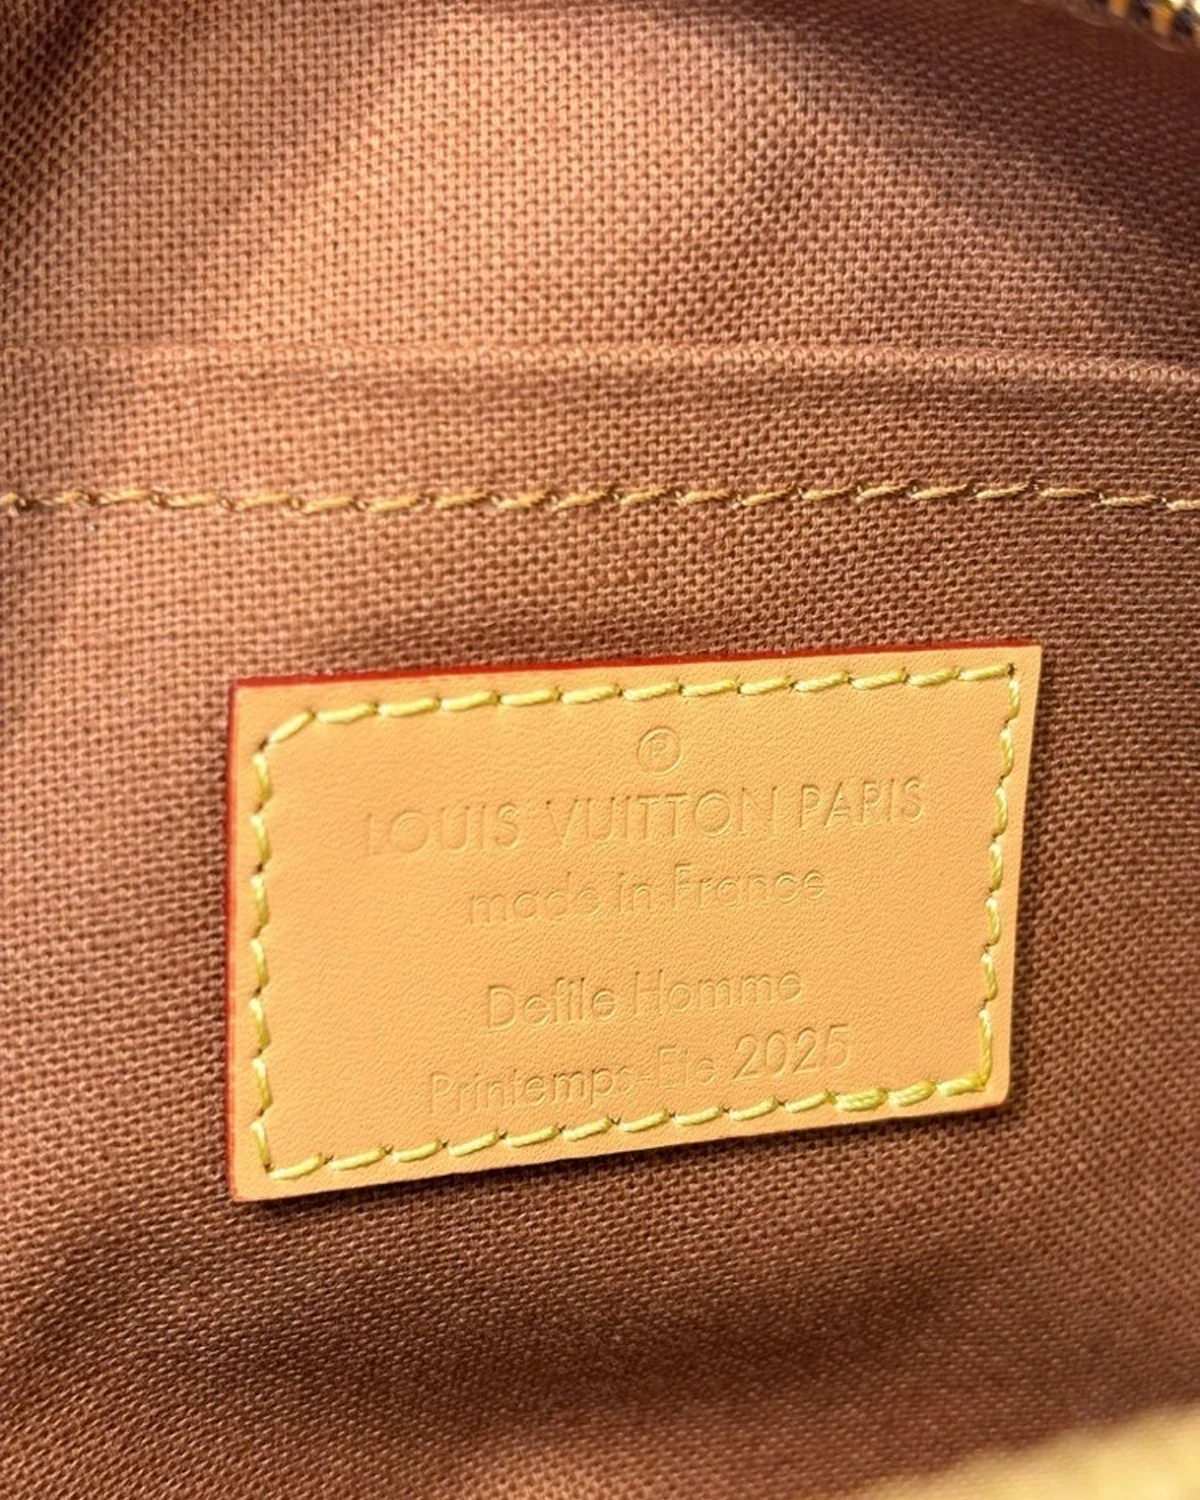 ®
LOUIS VUITTON PARIS
made in France
Defile Homme
Printemps-Ete 2025